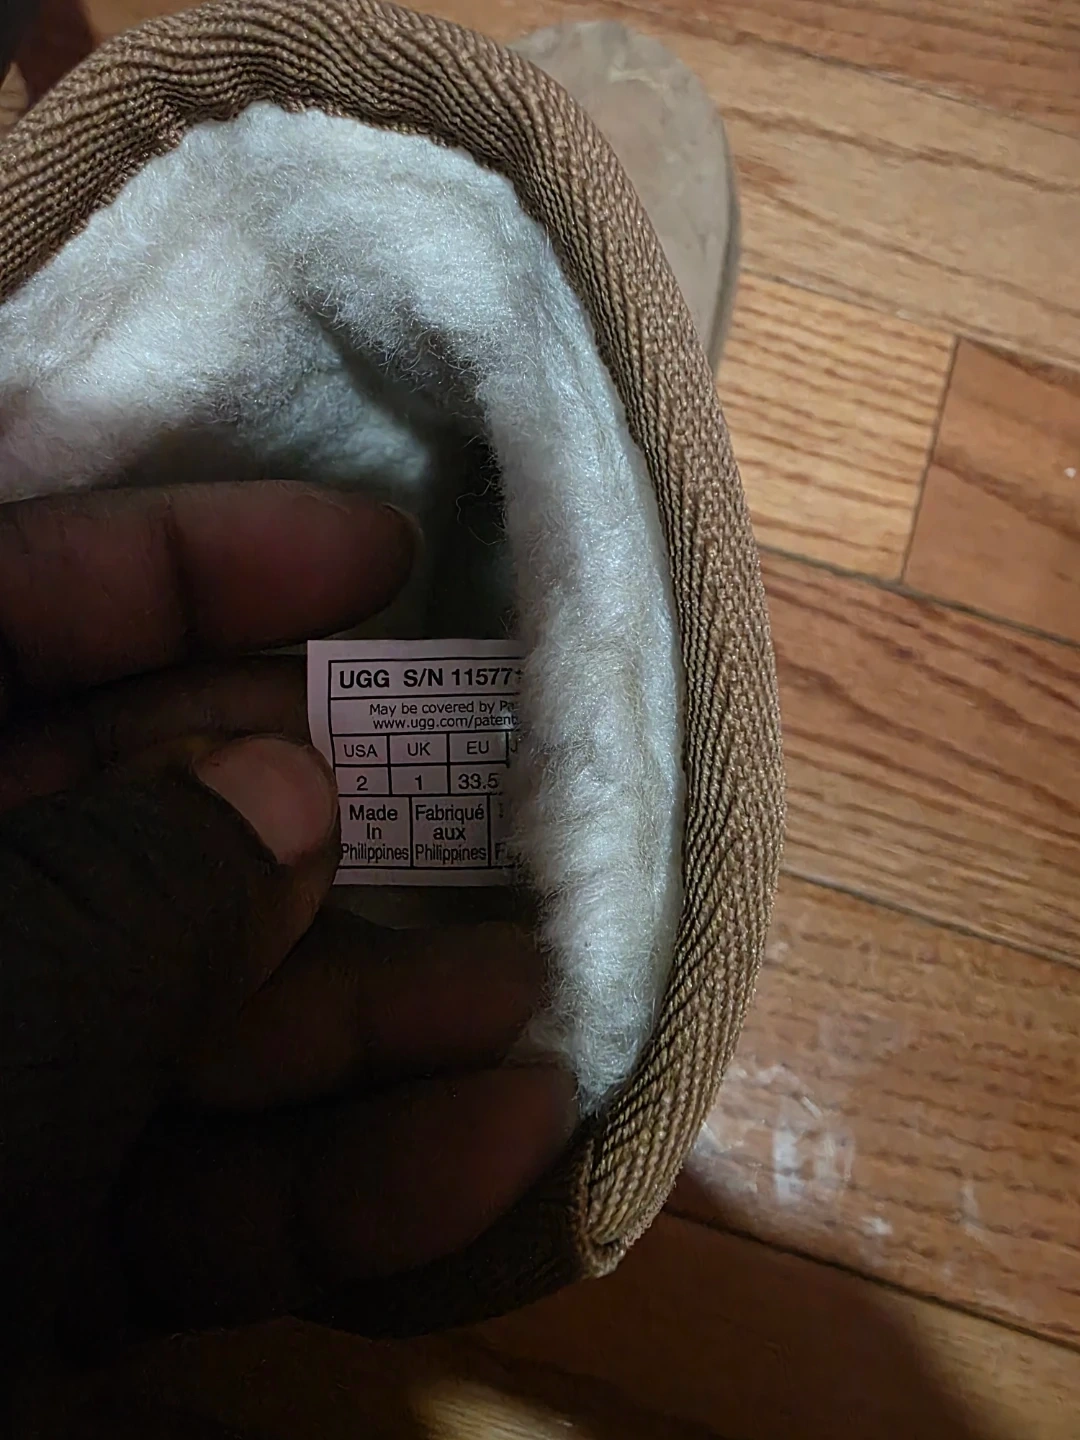 UGG S/N 11577
May be covered by
www.ugg.com/patent
USA UK EU
2 1 33.5
Made Fabriqué
In aux
Philippines Philippines